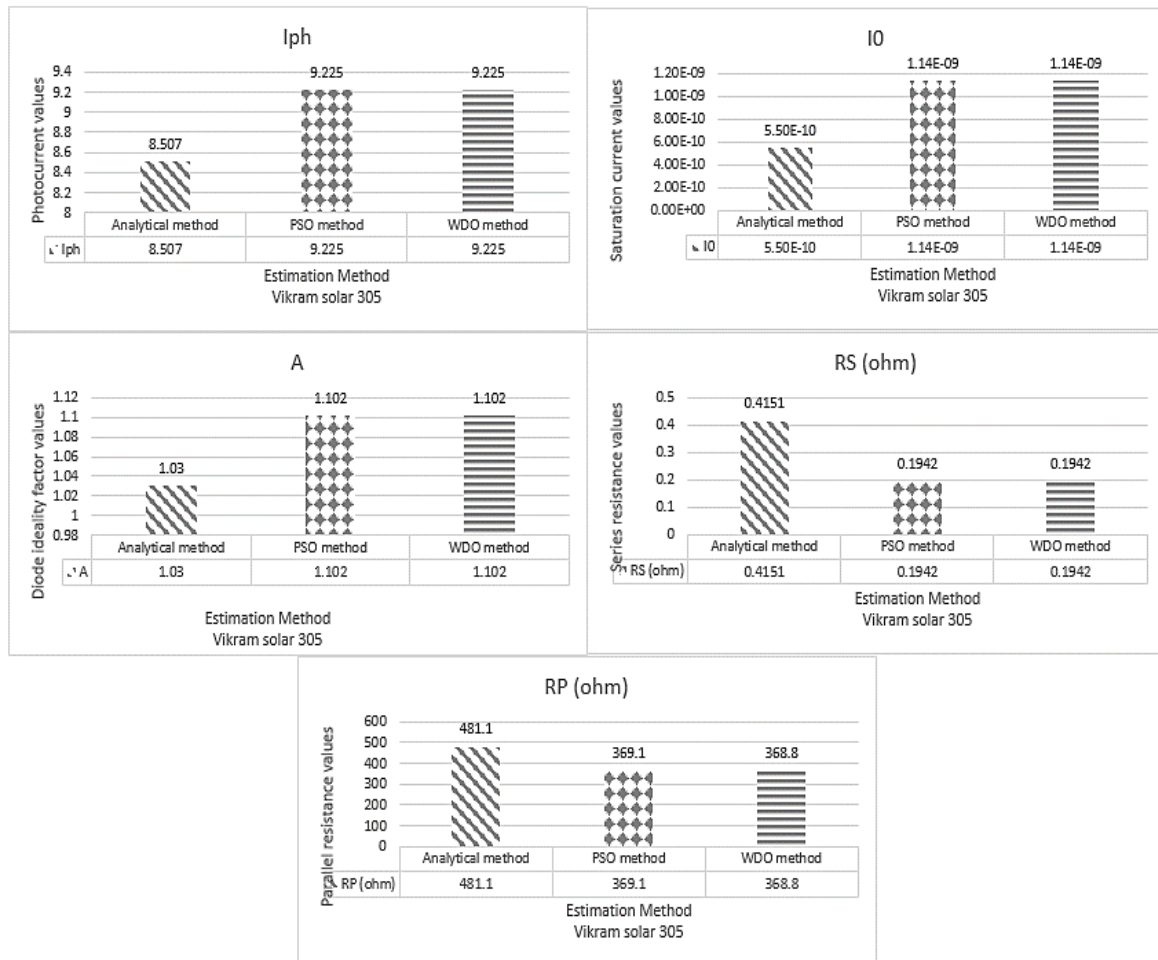 Iph
Photocurrent values
9.4
9.2
9
8.8
8.6
8.4
8.2
8
8.507
9.225
9.225
Analytical method PSO method WDO method
Iph 8.507 9.225 9.225
Estimation Method
Vikram solar 305
I0
Saturation current values
1.20E-09
1.00E-09
8.00E-10
6.00E-10
4.00E-10
2.00E-10
0.00E+00
5.50E-10
1.14E-09
1.14E-09
Analytical method PSO method WDO method
I0 5.50E-10 1.14E-09 1.14E-09
Estimation Method
Vikram solar 305
A
Diode ideality factor values
1.12
1.1
1.08
1.06
1.04
1.02
1
0.98
1.03
1.102
1.102
Analytical method PSO method WDO method
A 1.03 1.102 1.102
Estimation Method
Vikram solar 305
RS (ohm)
Series resistance values
0.5
0.4
0.3
0.2
0.1
0
0.4151
0.1942
0.1942
Analytical method PSO method WDO method
RS (ohm) 0.4151 0.1942 0.1942
Estimation Method
Vikram solar 305
RP (ohm)
Parallel resistance values
600
500
400
300
200
100
0
481.1
369.1
368.8
Analytical method PSO method WDO method
RP (ohm) 481.1 369.1 368.8
Estimation Method
Vikram solar 305